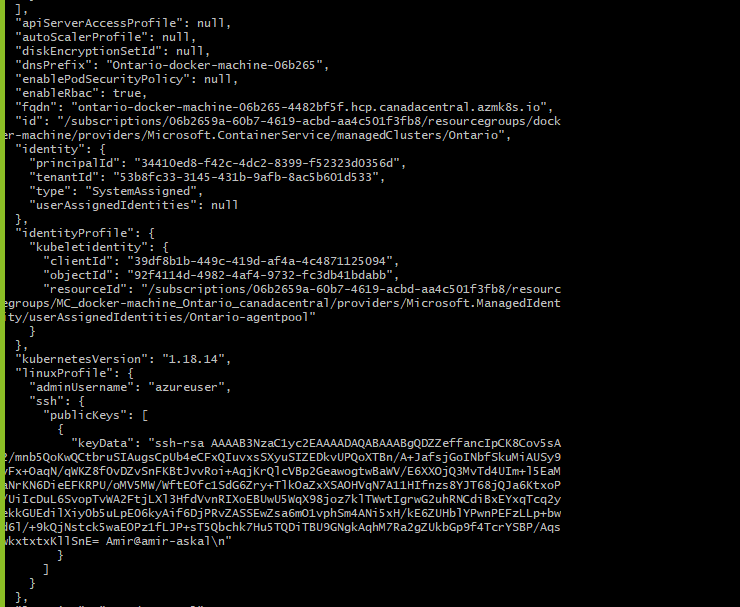 ],
"apiServerAccessProfile": null,
"autoScalerProfile": null,
"diskEncryptionSetId": null,
"dnsPrefix": "Ontario-docker-machine-06b265",
"enablePodSecurityPolicy": null,
"enableRbac": true,
"fqdn": "ontario-docker-machine-06b265-4482bf5f.hcp.canadacentral.azmk8s.io",
"id": "/subscriptions/06b2659a-60b7-4619-acbd-aa4c501f3fb8/resourcegroups/dock
er-machine/providers/Microsoft.ContainerService/managedClusters/Ontario",
"identity": {
"principalId": "34410ed8-f42c-4dc2-8399-f52323d0356d",
"tenantId": "53b8fc33-3145-431b-9afb-8ac5b601d533",
"type": "SystemAssigned",
"userAssignedIdentities": null
},
"identityProfile": {
"kubeletidentity": {
"clientId": "39df8b1b-449c-419d-af4a-4c4871125094",
"objectId": "92f4114d-4982-4af4-9732-fc3db41bdabb",
"resourceId": "/subscriptions/06b2659a-60b7-4619-acbd-aa4c501f3fb8/resourc
egroups/MC_docker-machine_Ontario_canadacentral/providers/Microsoft.ManagedIdent
ity/userAssignedIdentities/Ontario-agentpool"
}
},
"kubernetesVersion": "1.18.14",
"linuxProfile": {
"adminUsername": "azureuser",
"ssh": {
"publicKeys": [
{
"keyData": "ssh-rsa AAAAB3NzaC1yc2EAAAADAQABAAABgQDZZeffancIpCK8Cov5sA
2/mnb5QoKwQCtbruSIAugsCpUb4eCFxQIuvxsSXyuSIZEDkvUPQoXTBn/A+JafsjGoINbfSkuMiAUSy9
yFx+OaqN/qWKZ8fOvDZvSnFKBtJvvRoi+AqjKrQlcVBp2GeawogtwBaWV/E6XXOjQ3MvTd4UIm+l5EaM
aNrKN6DieEFKRPU/oMV5MW/WftEOfc1SdG6Zry+TlkOaZxXSAOHVqN7A11HIfnzs8YJT68jQJa6KtxoP
/UiIcDuL6SvopTvWA2FtjLXl3HfdVvnRIXoEBUwU5WqX98joz7klTWwtIgrwG2uhRNCdiBxEYxqTcq2y
ekkGUEdilXiyOb5uLpEO6kyAif6DjPRvZASSEwZsa6mO1vphSm4ANi5xH/kE6ZUHblYPwnPEFzLLp+bw
d6l/+9kQjNstck5waEOPz1fLJP+sT5Qbchk7Hu5TQDiTBU9GNgkAqhM7Ra2gZUkbGp9f4TcrYSBP/Aqs
wkxtxtxKllSnE= Amir@amir-askal\n"
}
]
}
},